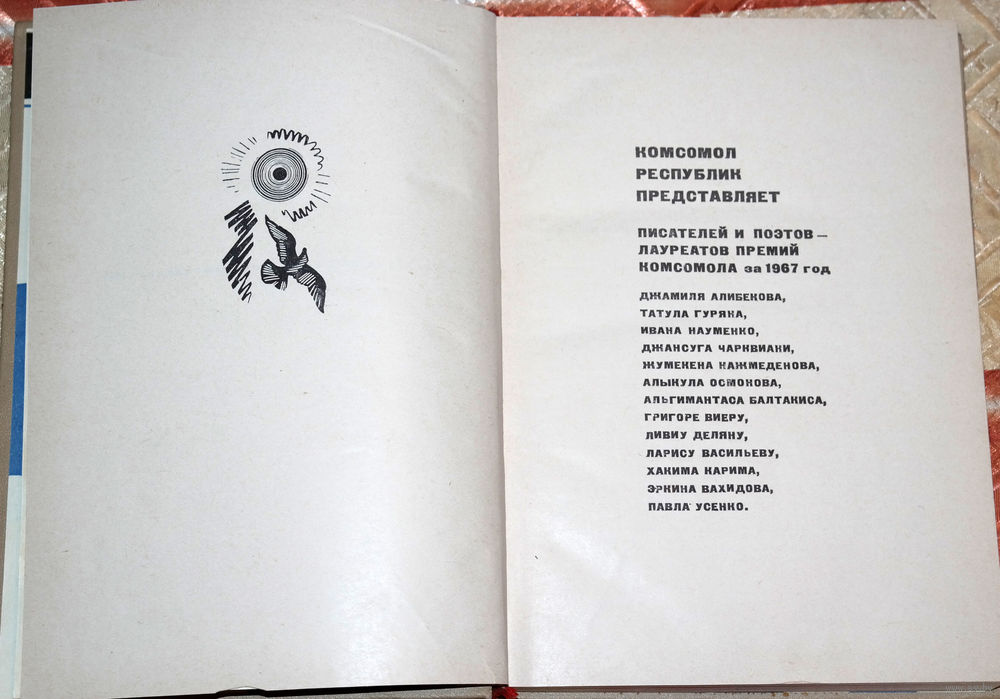 КОМСОМОЛ
РЕСПУБЛИК
ПРЕДСТАВЛЯЕТ
ПИСАТЕЛЕЙ И ПОЭТОВ —
ЛАУРЕАТОВ ПРЕМИЙ
КОМСОМОЛА за 1967 год
ДЖАМИЛЯ АЛИБЕКОВА,
ТАТУЛА ГУРЯНА,
ИВАНА НАУМЕНКО,
ДЖАНСУГА ЧАРКВИАНИ,
ЖУМЕКЕНА НАЖМЕДЕНОВА,
АЛЫКУЛА ОСМОНОВА,
АЛЬГИМАНТАСА БАЛТАКИСА,
ГРИГОРЕ ВИЕРУ,
ЛИВИУ ДЕЛЯНУ,
ЛАРИСУ ВАСИЛЬЕВУ,
ХАКИМА КАРИМА,
ЭРКИНА ВАХИДОВА,
ПАВЛА УСЕНКО.